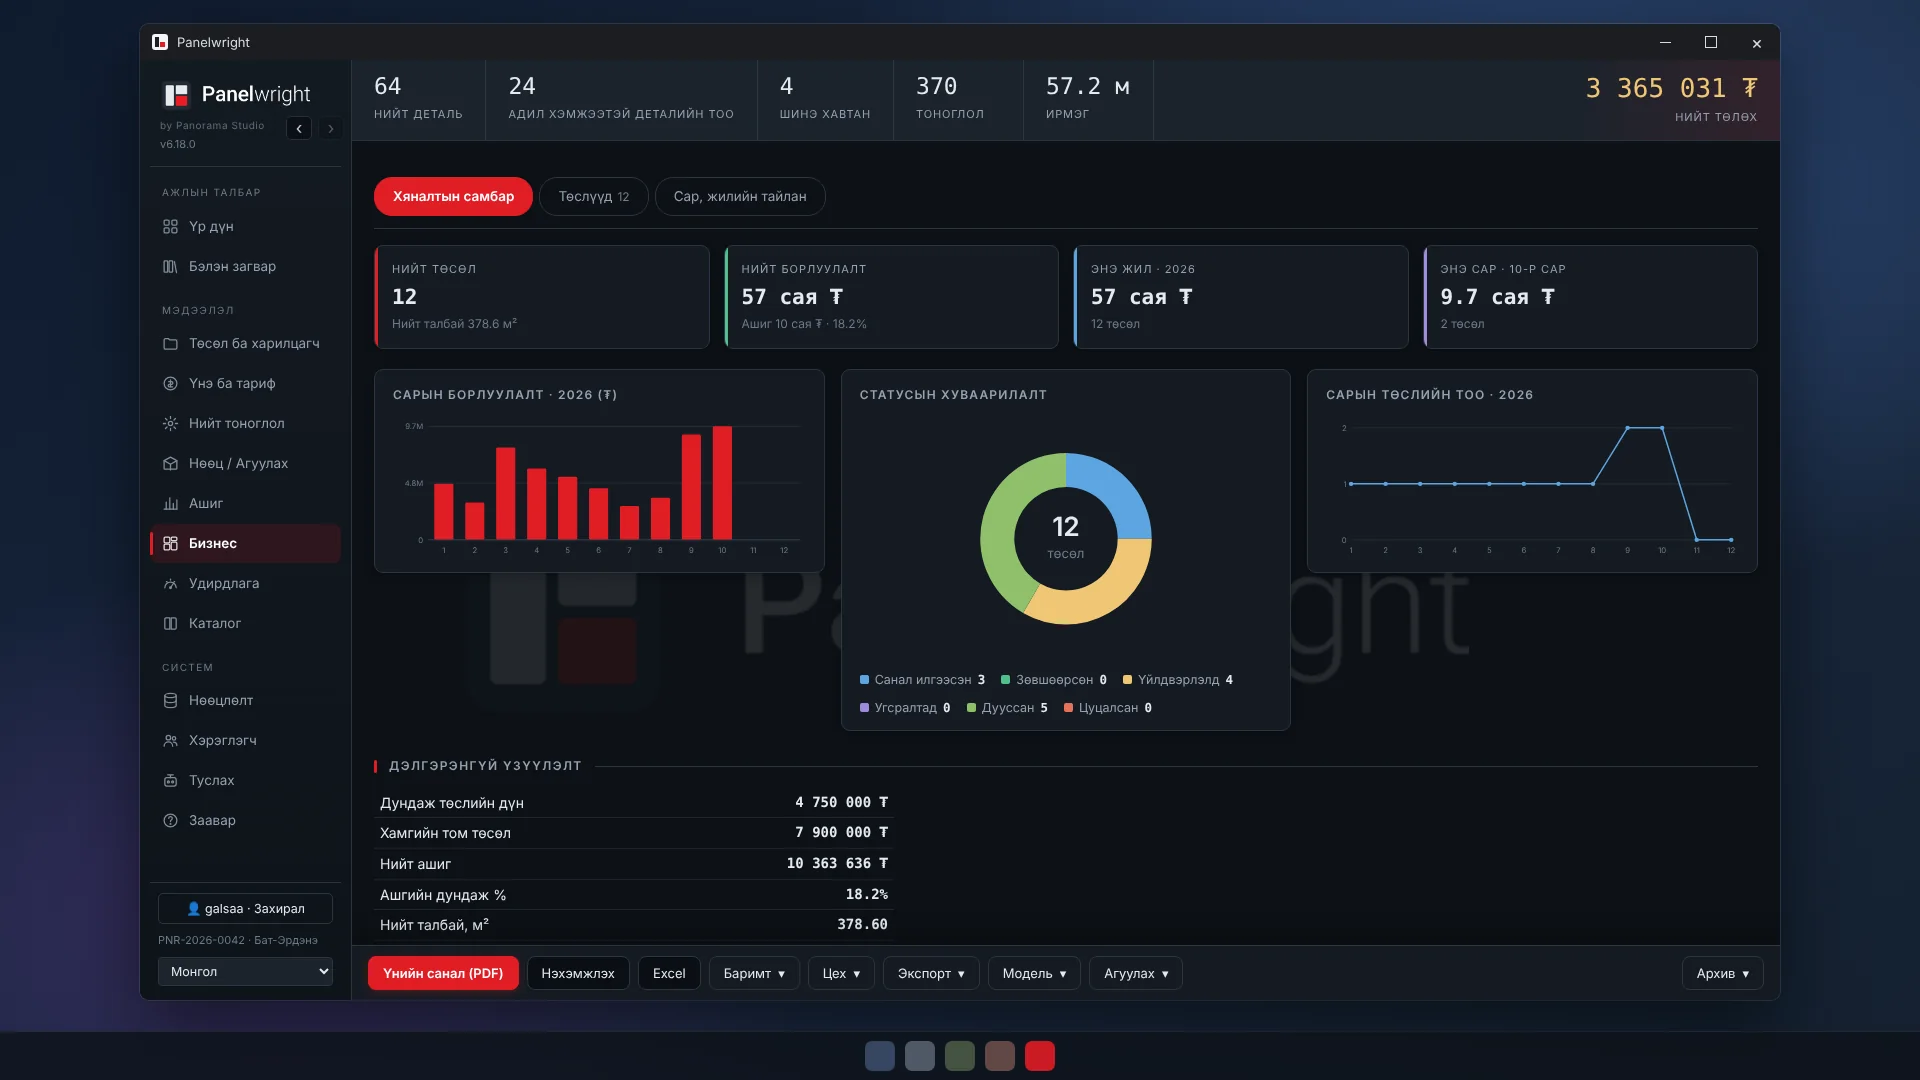 Panelwright
Panelwright
by Panorama Studio
v6.18.0
АЖЛЫН ТАЛБАР
Үр дүн
Бэлэн загвар
МЭДЭЭЛЭЛ
Төсөл ба харилцагч
Үнэ ба тариф
Нийт тоноглол
Нөөц / Агуулах
Ашиг
Бизнес
Удирдлага
Каталог
СИСТЕМ
Нөөцлөлт
Хэрэглэгч
Туслах
Заавар
galsaa · Захирал
PNR-2026-0042 · Бат-Эрдэнэ
Монгол
64
НИЙТ ДЕТАЛЬ
24
АДИЛ ХЭМЖЭЭТЭЙ ДЕТАЛИЙН ТОО
4
ШИНЭ ХАВТАН
370
ТОНОГЛОЛ
57.2 м
ИРМЭГ
3 365 031 ₮
НИЙТ ТӨЛӨХ
Хяналтын самбар
Төслүүд 12
Сар, жилийн тайлан
НИЙТ ТӨСӨЛ
12
Нийт талбай 378.6 м²
НИЙТ БОРЛУУЛАЛТ
57 сая ₮
Ашиг 10 сая ₮ · 18.2%
ЭНЭ ЖИЛ · 2026
57 сая ₮
12 төсөл
ЭНЭ САР · 10-Р САР
9.7 сая ₮
2 төсөл
САРЫН БОРЛУУЛАЛТ · 2026 (₮)
9.7M
4.8M
0
1 2 3 4 5 6 7 8 9 10 11 12
СТАТУСЫН ХУВААРИЛАЛТ
12
төсөл
Санал илгээсэн 3 Зөвшөөрсөн 0 Үйлдвэрлэлд 4
Угсралтад 0 Дууссан 5 Цуцалсан 0
САРЫН ТӨСЛИЙН ТОО · 2026
2
1
0
1 2 3 4 5 6 7 8 9 10 11 12
ДЭЛГЭРЭНГҮЙ ҮЗҮҮЛЭЛТ
Дундаж төслийн дүн 4 750 000 ₮
Хамгийн том төсөл 7 900 000 ₮
Нийт ашиг 10 363 636 ₮
Ашгийн дундаж % 18.2%
Нийт талбай, м² 378.60
Үнийн санал (PDF)
Нэхэмжлэх
Excel
Баримт ▾
Цех ▾
Экспорт ▾
Модель ▾
Агуулах ▾
Архив ▾